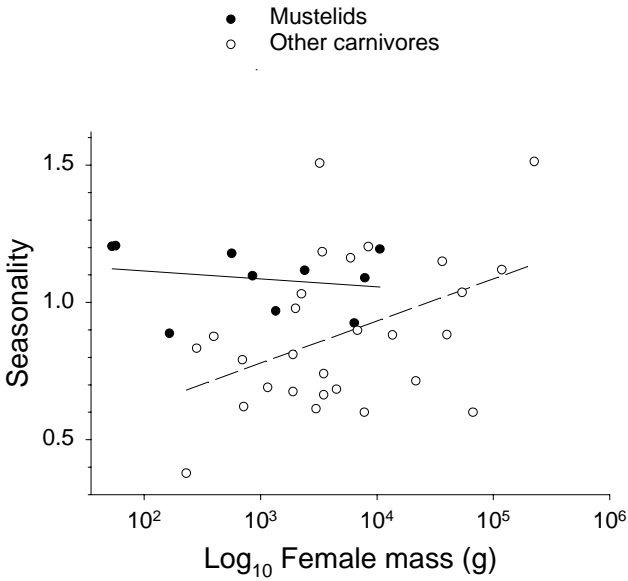 Mustelids
Other carnivores
1.5
1.0
0.5
Seasonality
10² 10³ 10⁴ 10⁵ 10⁶
Log₁₀ Female mass (g)